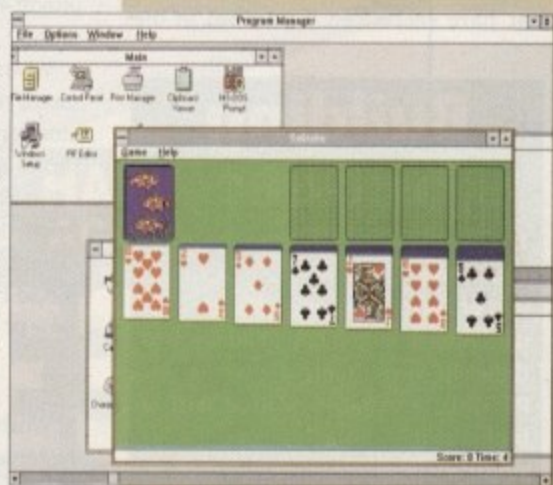 Program Manager
File Options Window Help
Main
File Manager Control Panel Print Manager Clipboard Viewer MS-DOS Prompt
Windows Setup PIF Editor
Solitaire
Game Help
Score: 0 Time: 4